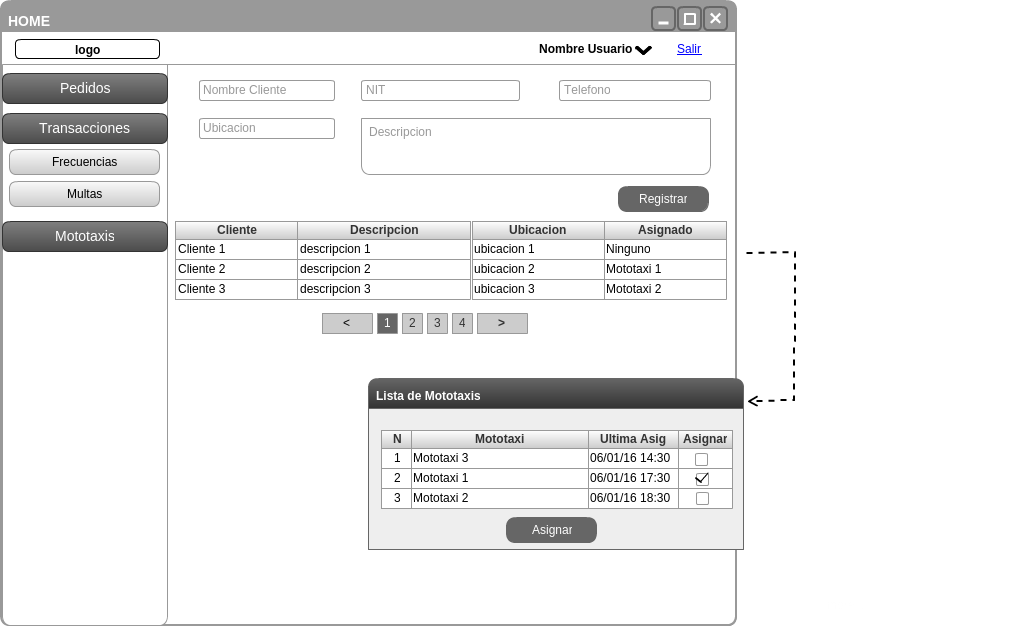 HOME
logo
Nombre Usuario Salir
Pedidos
Transacciones
Frecuencias
Multas
Mototaxis
Nombre Cliente NIT Telefono
Ubicacion Descripcion
Registrar
Cliente Descripcion Ubicacion Asignado
Cliente 1 descripcion 1 ubicacion 1 Ninguno
Cliente 2 descripcion 2 ubicacion 2 Mototaxi 1
Cliente 3 descripcion 3 ubicacion 3 Mototaxi 2
< 1 2 3 4 >
Lista de Mototaxis
N Mototaxi Ultima Asig Asignar
1 Mototaxi 3 06/01/16 14:30
2 Mototaxi 1 06/01/16 17:30
3 Mototaxi 2 06/01/16 18:30
Asignar